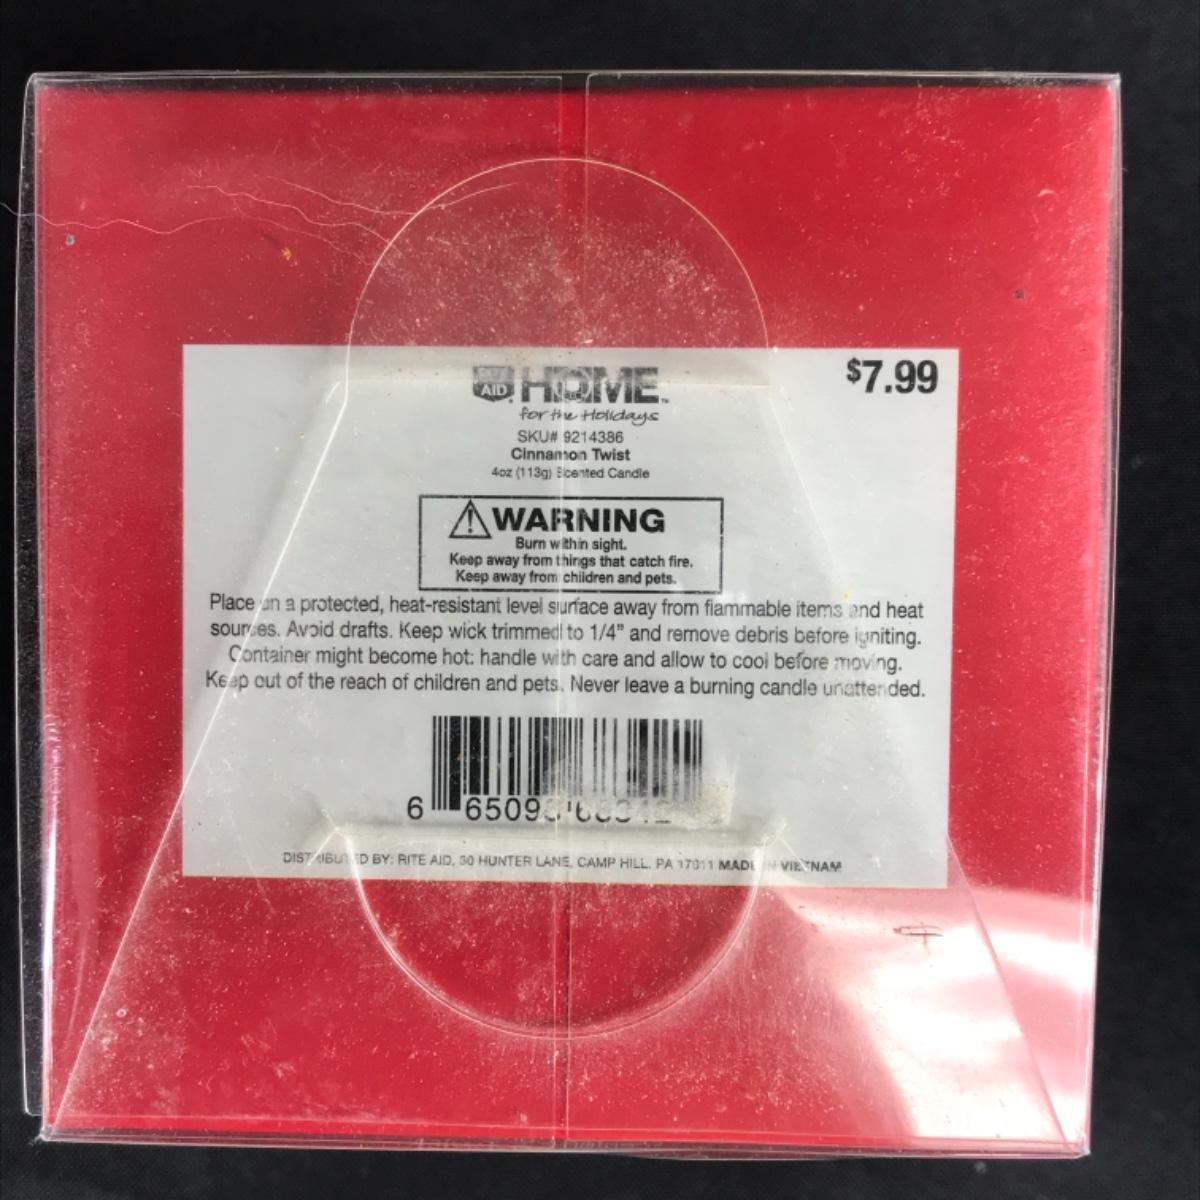 AID HOME™ $7.99
for the Holidays
SKU# 9214386
Cinnamon Twist
4oz (113g) Scented Candle
WARNING
Burn within sight.
Keep away from things that catch fire.
Keep away from children and pets.
Place on a protected, heat-resistant level surface away from flammable items and heat
sources. Avoid drafts. Keep wick trimmed to 1/4” and remove debris before igniting.
Container might become hot: handle with care and allow to cool before moving.
Keep out of the reach of children and pets. Never leave a burning candle unattended.
6
DISTRIBUTED BY: RITE AID, 30 HUNTER LANE, CAMP HILL, PA 17011 MADE IN VIETNAM